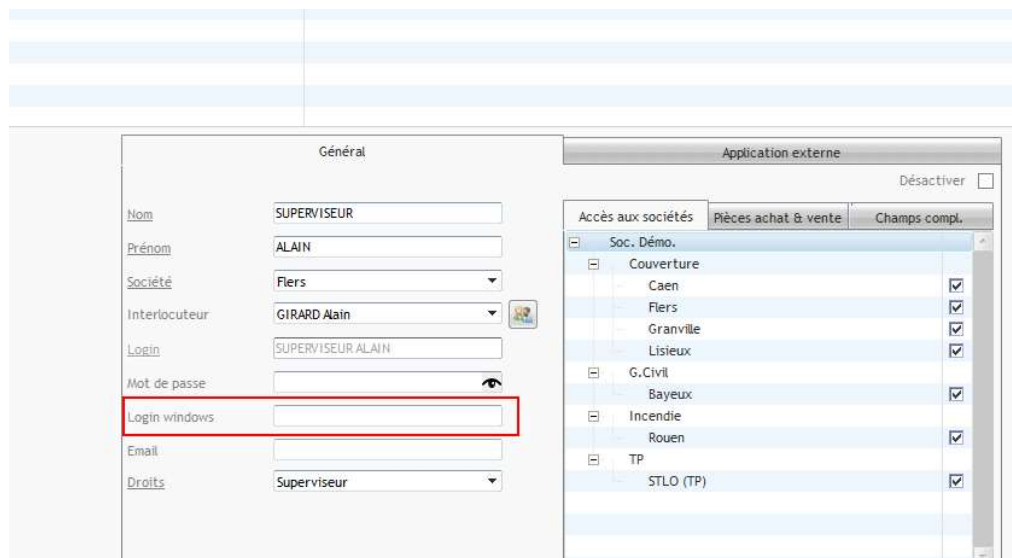 Général
Application externe
Désactiver
Nom
SUPERVISEUR
Prénom
ALAIN
Société
Flers
Interlocuteur
GIRARD Alain
Login
SUPERVISEUR ALAIN
Mot de passe
Login windows
Email
Droits
Superviseur
Accès aux sociétés
Pièces achat & vente
Champs compl.
Soc. Démo.
Couverture
Caen
Flers
Granville
Lisieux
G.Civil
Bayeux
Incendie
Rouen
TP
STLO (TP)